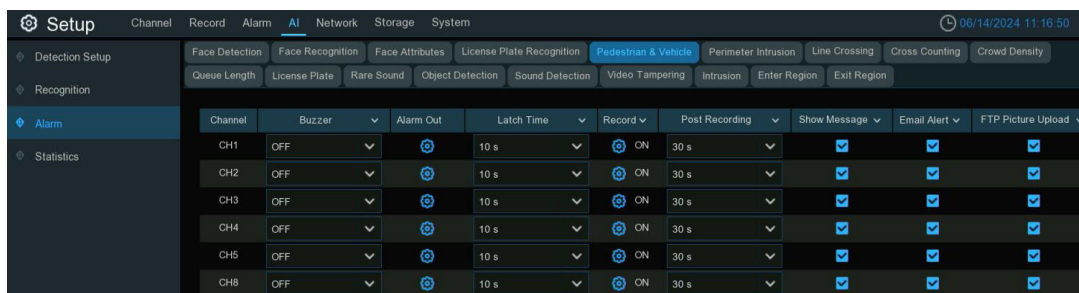 Setup Channel Record Alarm AI Network Storage System 06/14/2024 11:16:50
Detection Setup
Recognition
Alarm
Statistics
Face Detection Face Recognition Face Attributes License Plate Recognition Pedestrian & Vehicle Perimeter Intrusion Line Crossing Cross Counting Crowd Density
Queue Length License Plate Rare Sound Object Detection Sound Detection Video Tampering Intrusion Enter Region Exit Region
Channel Buzzer Alarm Out Latch Time Record Post Recording Show Message Email Alert FTP Picture Upload
CH1 OFF 10 s ON 30 s
CH2 OFF 10 s ON 30 s
CH3 OFF 10 s ON 30 s
CH4 OFF 10 s ON 30 s
CH5 OFF 10 s ON 30 s
CH8 OFF 10 s ON 30 s